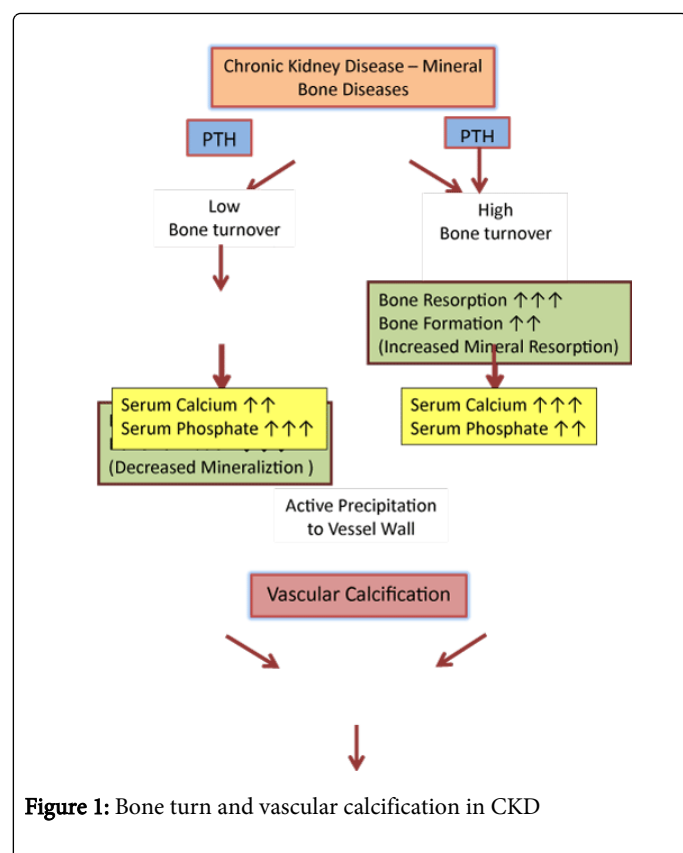 Chronic Kidney Disease – Mineral
Bone Diseases
PTH
PTH
Low
Bone turnover
High
Bone turnover
Bone Resorption ↑↑↑
Bone Formation ↑↑
(Increased Mineral Resorption)
Serum Calcium ↑↑
Serum Phosphate ↑↑↑
(Decreased Mineraliztion )
Serum Calcium ↑↑↑
Serum Phosphate ↑↑
Active Precipitation
to Vessel Wall
Vascular Calcification
Figure 1: Bone turn and vascular calcification in CKD